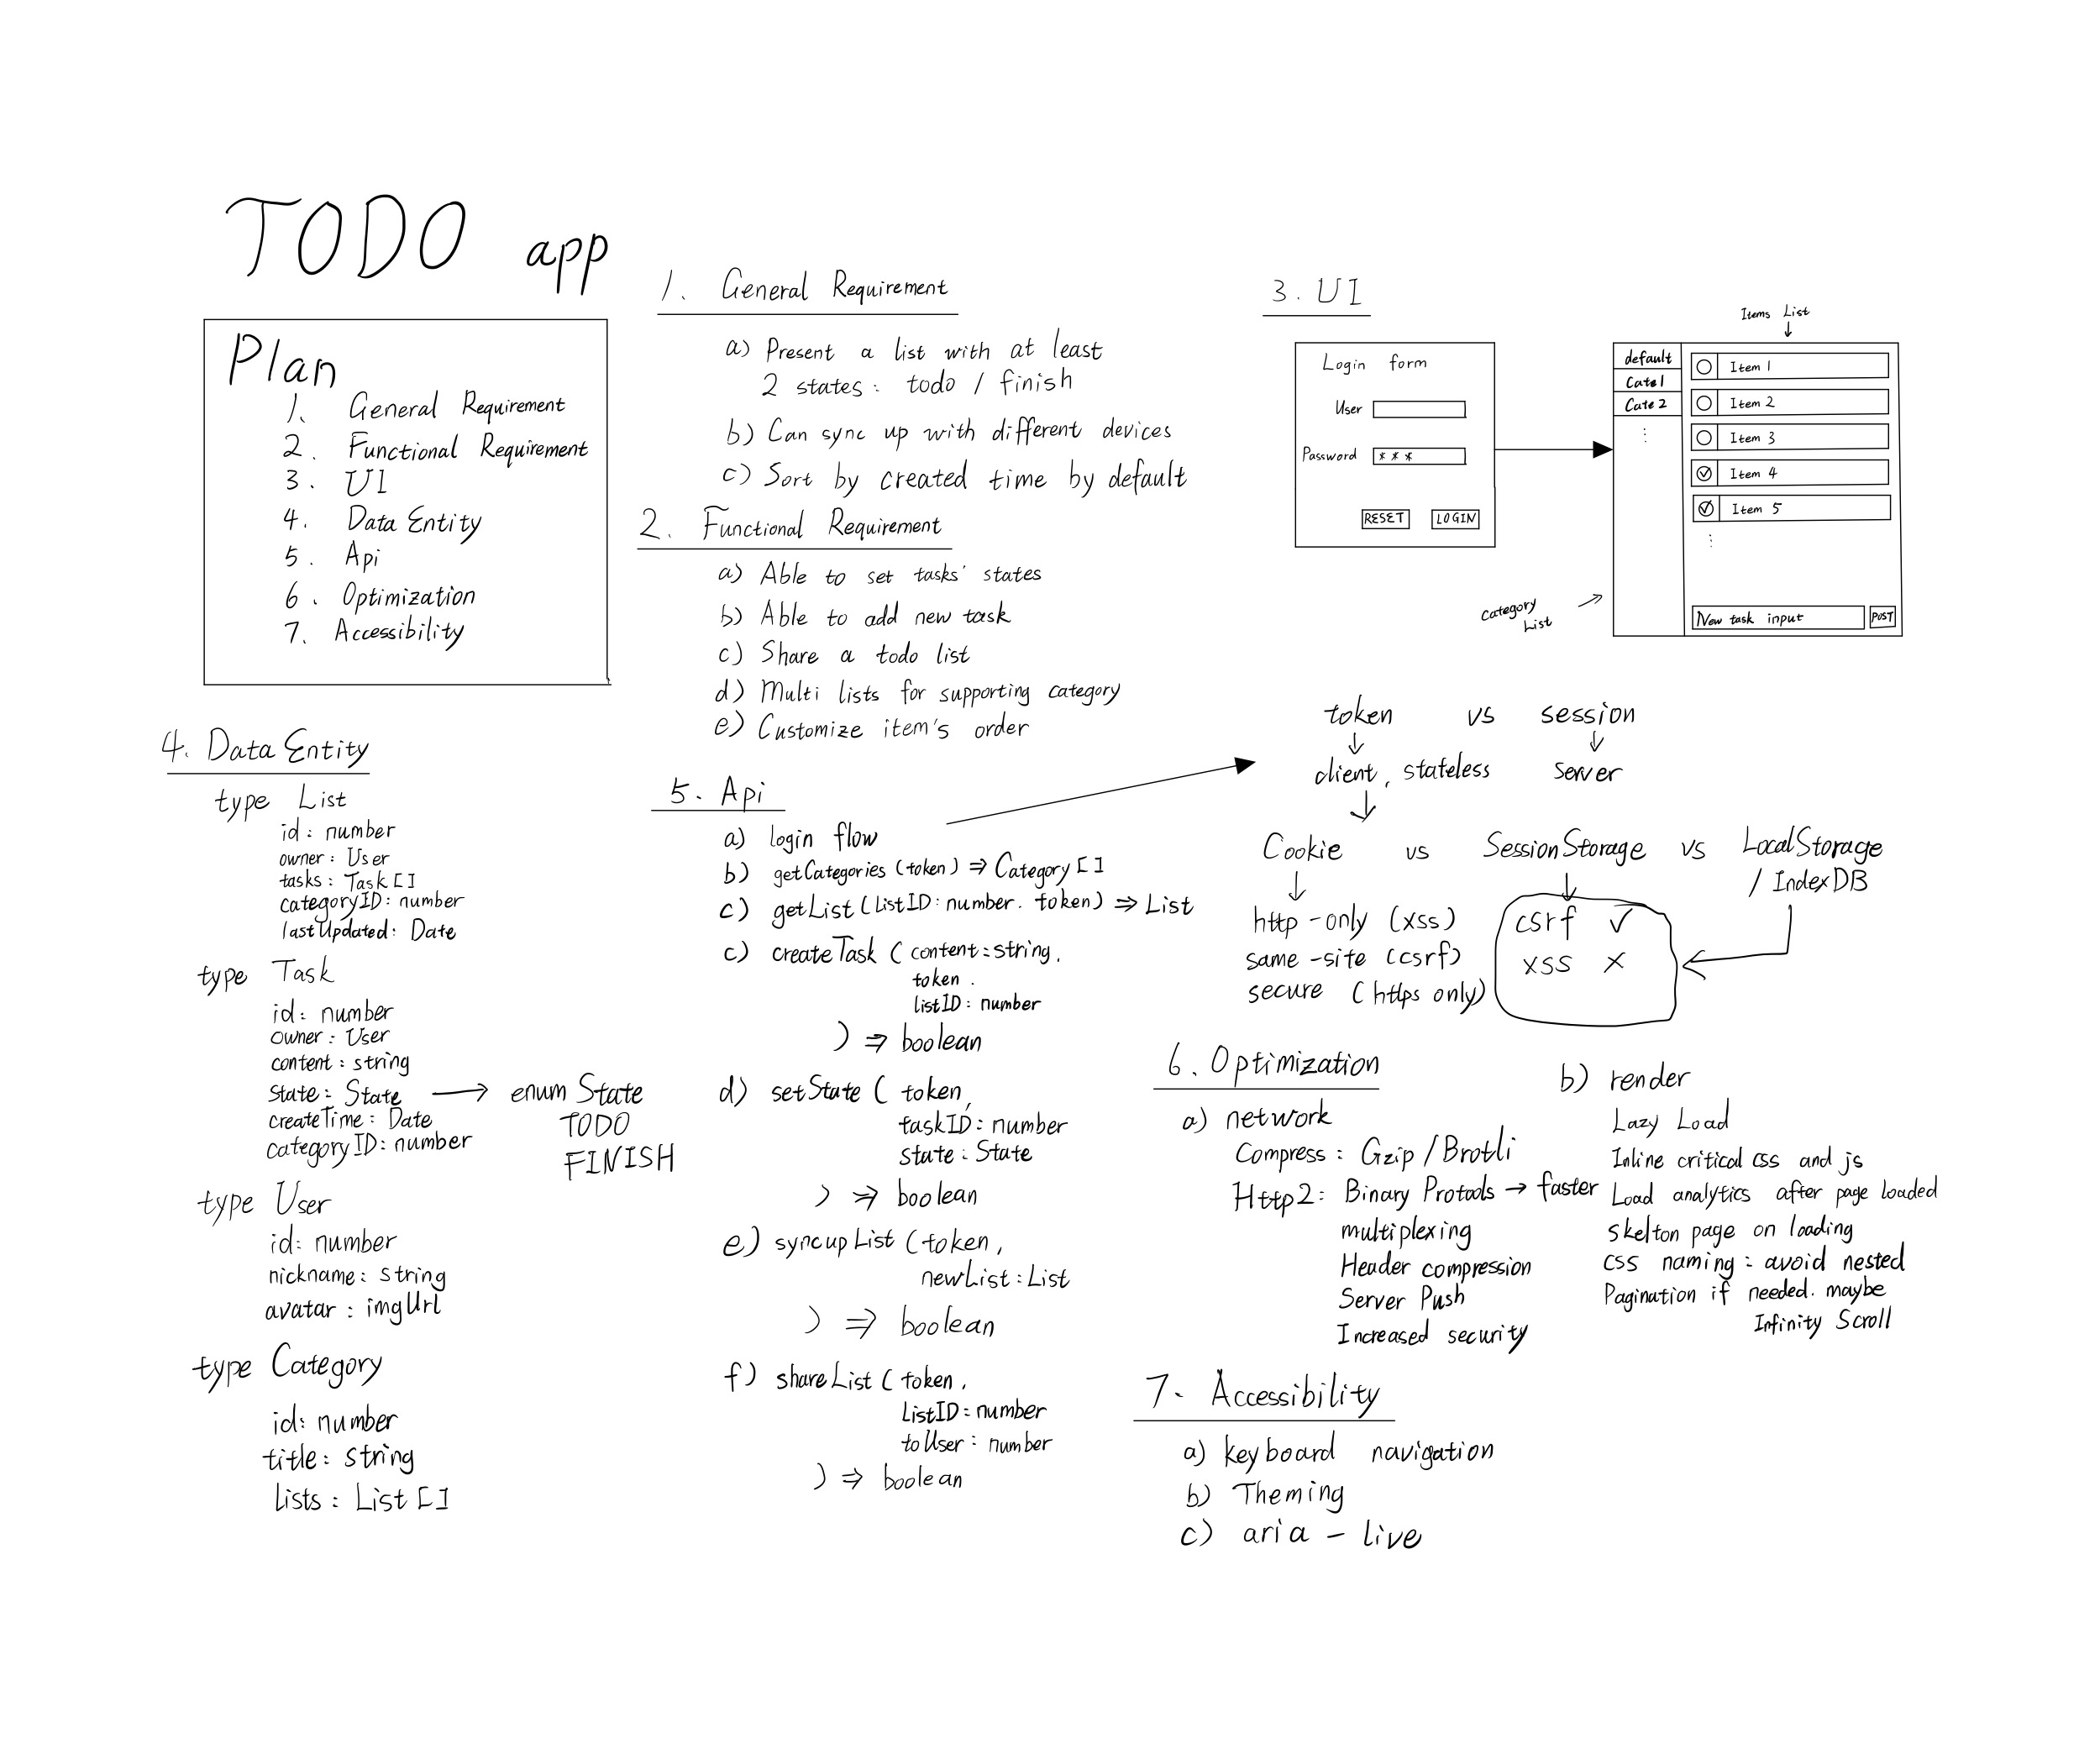 TODO app
Plan
1. General Requirement
2. Functional Requirement
3. UI
4. Data Entity
5. Api
6. Optimization
7. Accessibility
1. General Requirement
a) Present a list with at least
2 states: todo / finish
b) Can sync up with different devices
c) Sort by created time by default
2. Functional Requirement
a) Able to set tasks' states
b) Able to add new task
c) Share a todo list
d) Multi lists for supporting category
e) Customize item's order
3. UI
Login form
User
Password * * *
RESET LOGIN
Items List
default
Cate1
Cate 2
Item 1
Item 2
Item 3
Item 4
Item 5
New task input POST
category
List
4. Data Entity
type List
id: number
owner: User
tasks: Task[]
categoryID: number
lastUpdated: Date
type Task
id: number
owner: User
content: string
state: State → enum State
TODO
FINISH
createTime: Date
categoryID: number
type User
id: number
nickname: string
avatar: imgUrl
type Category
id: number
title: string
lists: List[]
5. Api
a) login flow
b) getCategories (token) ⇒ Category[]
c) getList (ListID: number. token) ⇒ List
c) createTask ( content: string,
token.
listID: number
) ⇒ boolean
d) setState ( token,
taskID: number
state: State
) ⇒ boolean
e) syncupList (token,
newList: List
) ⇒ boolean
f) shareList ( token,
ListID: number
toUser: number
) ⇒ boolean
token vs session
client, stateless server
Cookie vs SessionStorage vs LocalStorage
/ IndexDB
http-only (xss)
same-site (csrf)
secure (https only)
csrf ✓
xss ×
6. Optimization
a) network
Compress: Gzip / Brotli
Http2: Binary Protools → faster
multiplexing
Header compression
Server Push
Increased security
b) render
Lazy Load
Inline critical css and js
Load analytics after page loaded
skelton page on loading
css naming: avoid nested
Pagination if needed. maybe
Infinity Scroll
7. Accessibility
a) keyboard navigation
b) Theming
c) aria-live